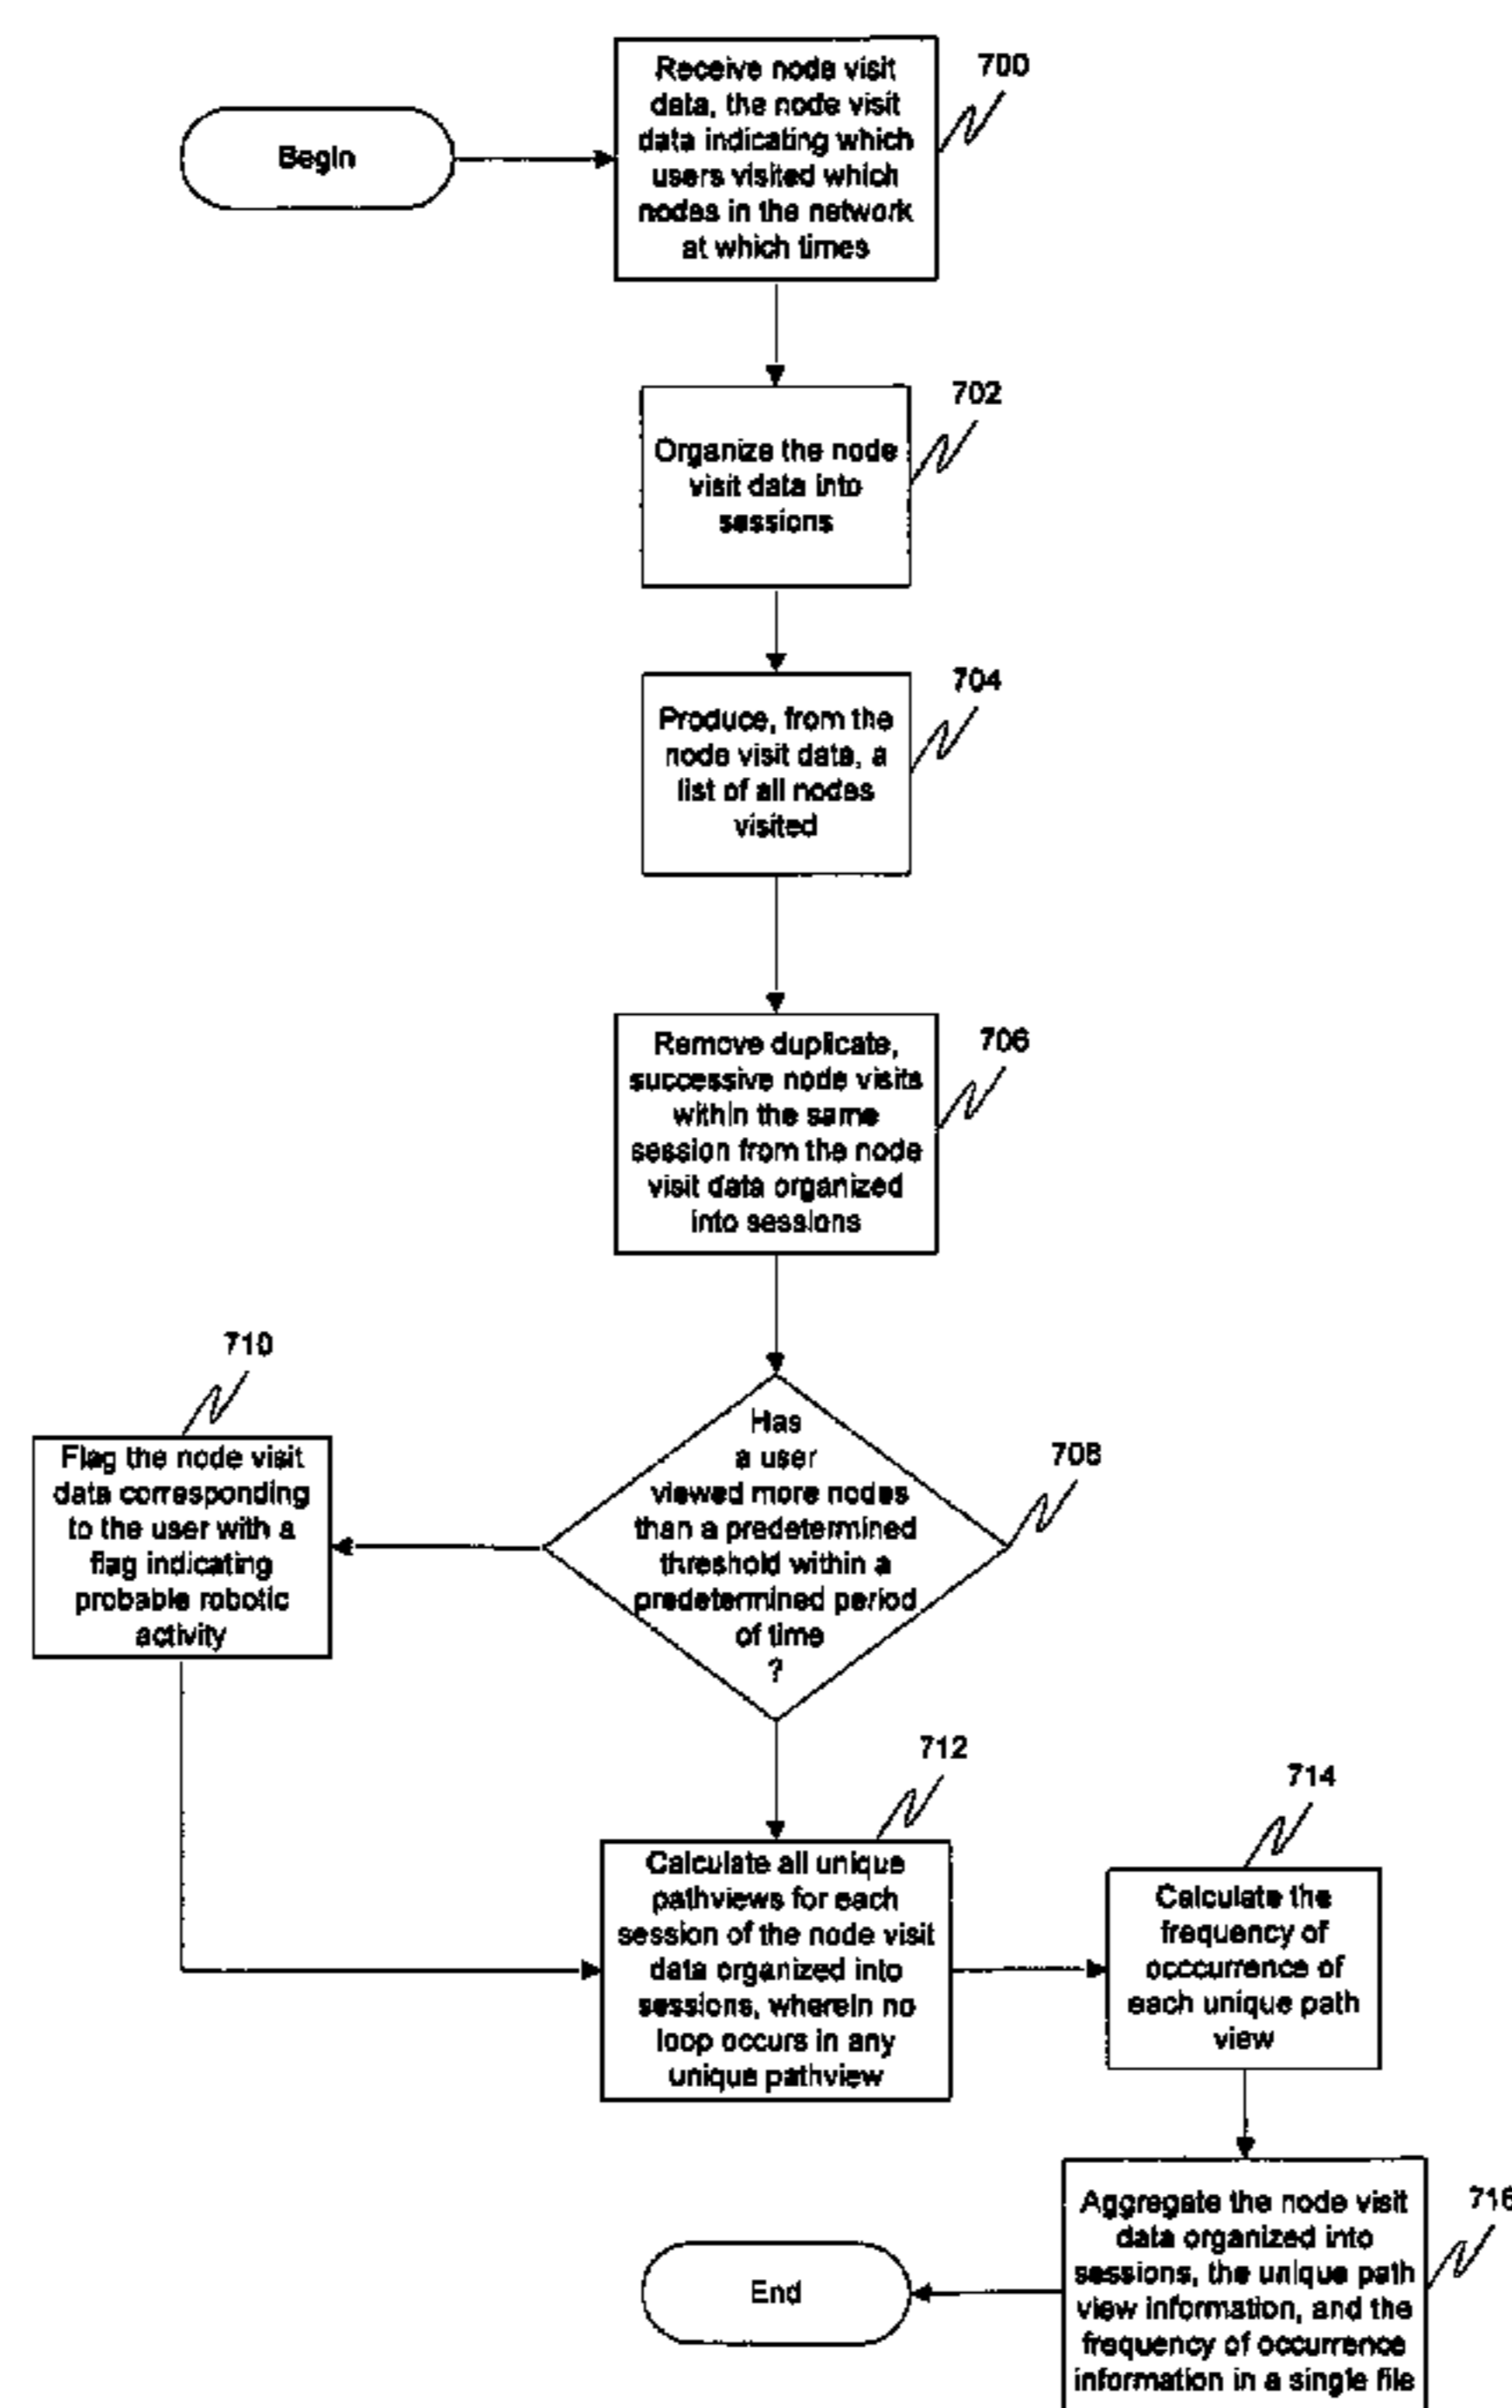 Begin
Receive node visit
data, the node visit
data indicating which
users visited which
nodes in the network
at which times
700
Organize the node
visit data into
sessions
702
Produce, from the
node visit data, a
list of all nodes
visited
704
Remove duplicate,
successive node visits
within the same
session from the node
visit data organized
into sessions
706
Has
a user
viewed more nodes
than a predetermined
threshold within a
predetermined period
of time
?
708
710
Flag the node visit
data corresponding
to the user with a
flag indicating
probable robotic
activity
712
Calculate all unique
pathviews for each
session of the node visit
data organized into
sessions, wherein no
loop occurs in any
unique pathview
714
Calculate the
frequency of
occcurrence of
each unique path
view
716
Aggregate the node visit
data organized into
sessions, the unique path
view information, and the
frequency of occurrence
information in a single file
End